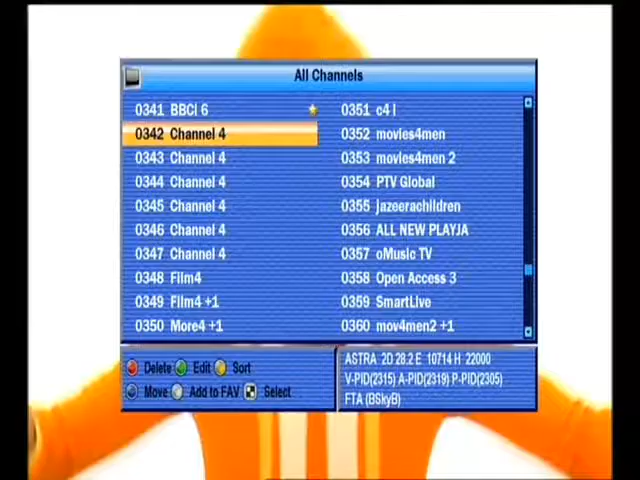 All Channels
0341 BBCI 6
0342 Channel 4
0343 Channel 4
0344 Channel 4
0345 Channel 4
0346 Channel 4
0347 Channel 4
0348 Film4
0349 Film4 +1
0350 More4 +1
0351 c4 I
0352 movies4men
0353 movies4men 2
0354 PTV Global
0355 Jazeerachildren
0356 ALL NEW PLAYJA
0357 oMusic TV
0358 Open Access 3
0359 SmartLive
0360 mov4men2 +1
Delete Edit Sort
Move Add to FAV Select
ASTRA 2D 28.2 E 10714 H 22000
V-PID(2315) A-PID(2319) P-PID(2305)
FTA (BSkyB)